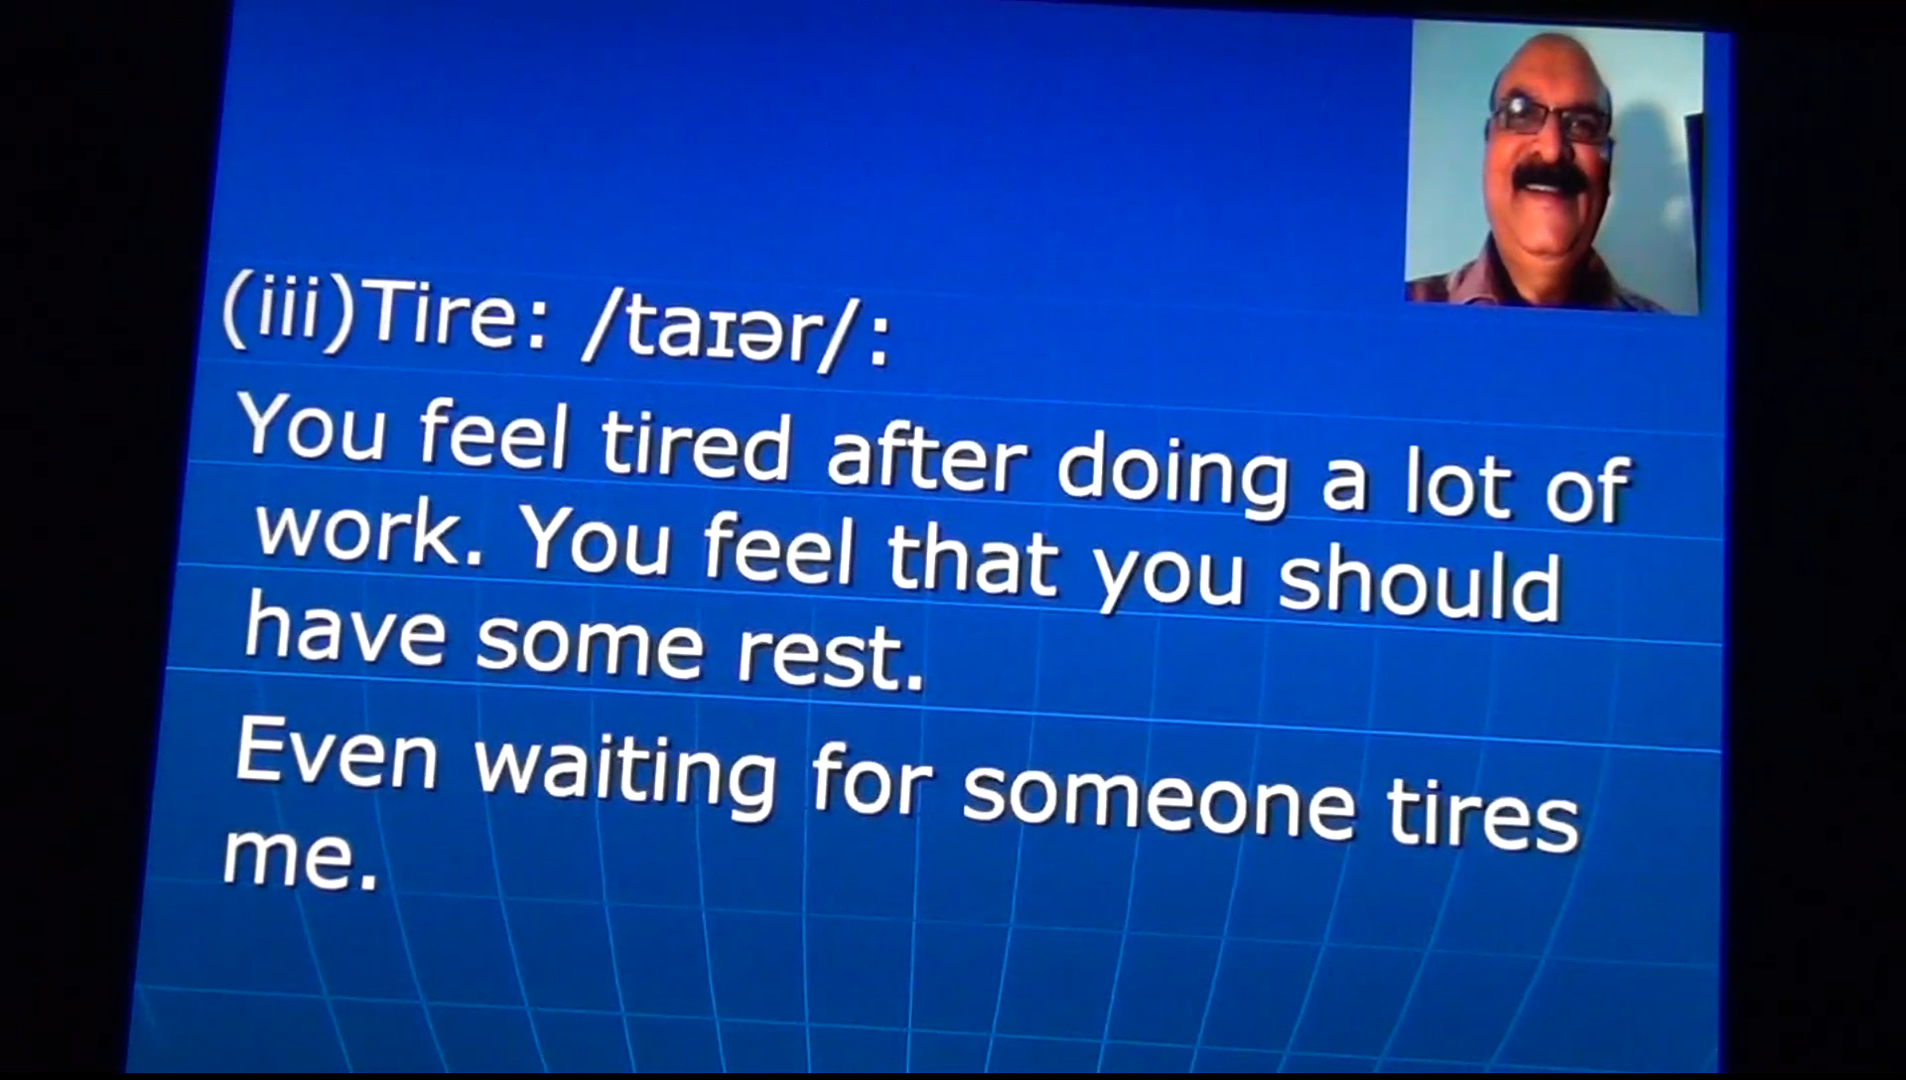 (iii)Tire: /taɪər/:
You feel tired after doing a lot of
work. You feel that you should
have some rest.
Even waiting for someone tires
me.